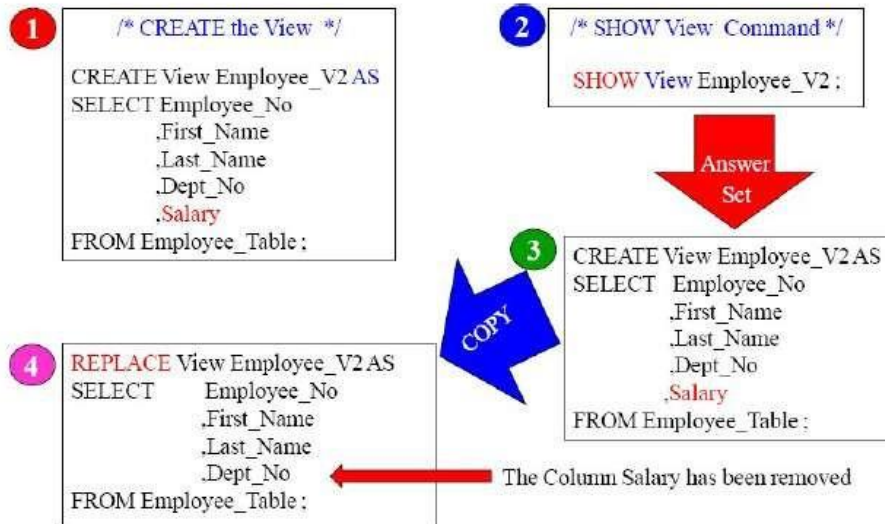 1
/* CREATE the View */
CREATE View Employee_V2 AS
SELECT Employee_No
,First_Name
,Last_Name
,Dept_No
,Salary
FROM Employee_Table ;
2
/* SHOW View Command */
SHOW View Employee_V2 ;
Answer
Set
3
CREATE View Employee_V2 AS
SELECT Employee_No
,First_Name
,Last_Name
,Dept_No
,Salary
FROM Employee_Table ;
COPY
4
REPLACE View Employee_V2 AS
SELECT Employee_No
,First_Name
,Last_Name
,Dept_No
FROM Employee_Table ;
The Column Salary has been removed